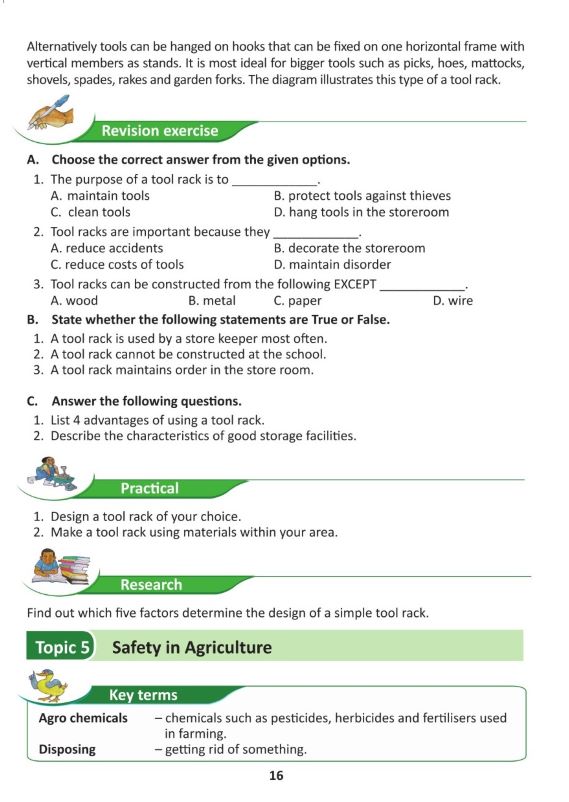 Alternatively tools can be hanged on hooks that can be fixed on one horizontal frame with
vertical members as stands. It is most ideal for bigger tools such as picks, hoes, mattocks,
shovels, spades, rakes and garden forks. The diagram illustrates this type of a tool rack.
Revision exercise
A. Choose the correct answer from the given options.
1. The purpose of a tool rack is to ____________.
A. maintain tools B. protect tools against thieves
C. clean tools D. hang tools in the storeroom
2. Tool racks are important because they ____________.
A. reduce accidents B. decorate the storeroom
C. reduce costs of tools D. maintain disorder
3. Tool racks can be constructed from the following EXCEPT ____________.
A. wood B. metal C. paper D. wire
B. State whether the following statements are True or False.
1. A tool rack is used by a store keeper most often.
2. A tool rack cannot be constructed at the school.
3. A tool rack maintains order in the store room.
C. Answer the following questions.
1. List 4 advantages of using a tool rack.
2. Describe the characteristics of good storage facilities.
Practical
1. Design a tool rack of your choice.
2. Make a tool rack using materials within your area.
Research
Find out which five factors determine the design of a simple tool rack.
Topic 5 Safety in Agriculture
Key terms
Agro chemicals – chemicals such as pesticides, herbicides and fertilisers used
in farming.
Disposing – getting rid of something.
16